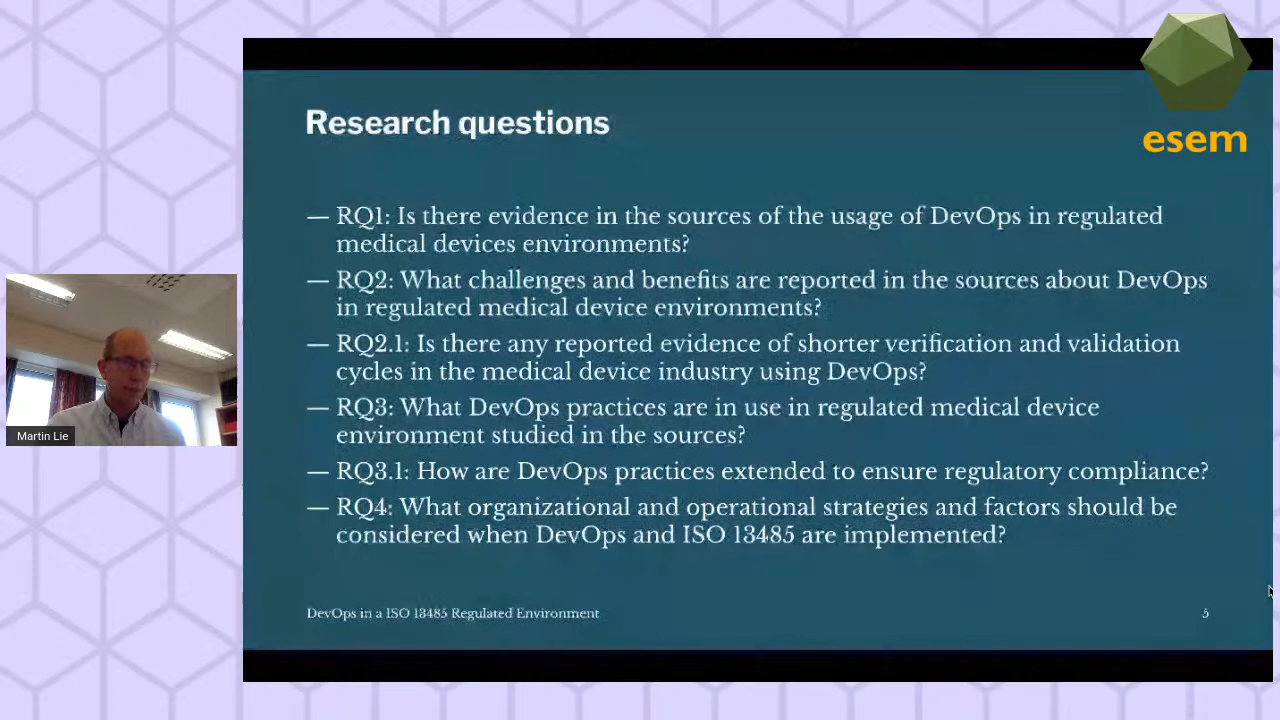 esem
Research questions
— RQ1: Is there evidence in the sources of the usage of DevOps in regulated
medical devices environments?
— RQ2: What challenges and benefits are reported in the sources about DevOps
in regulated medical device environments?
— RQ2.1: Is there any reported evidence of shorter verification and validation
cycles in the medical device industry using DevOps?
— RQ3: What DevOps practices are in use in regulated medical device
environment studied in the sources?
— RQ3.1: How are DevOps practices extended to ensure regulatory compliance?
— RQ4: What organizational and operational strategies and factors should be
considered when DevOps and ISO 13485 are implemented?
DevOps in a ISO 13485 Regulated Environment
5
Martin Lie